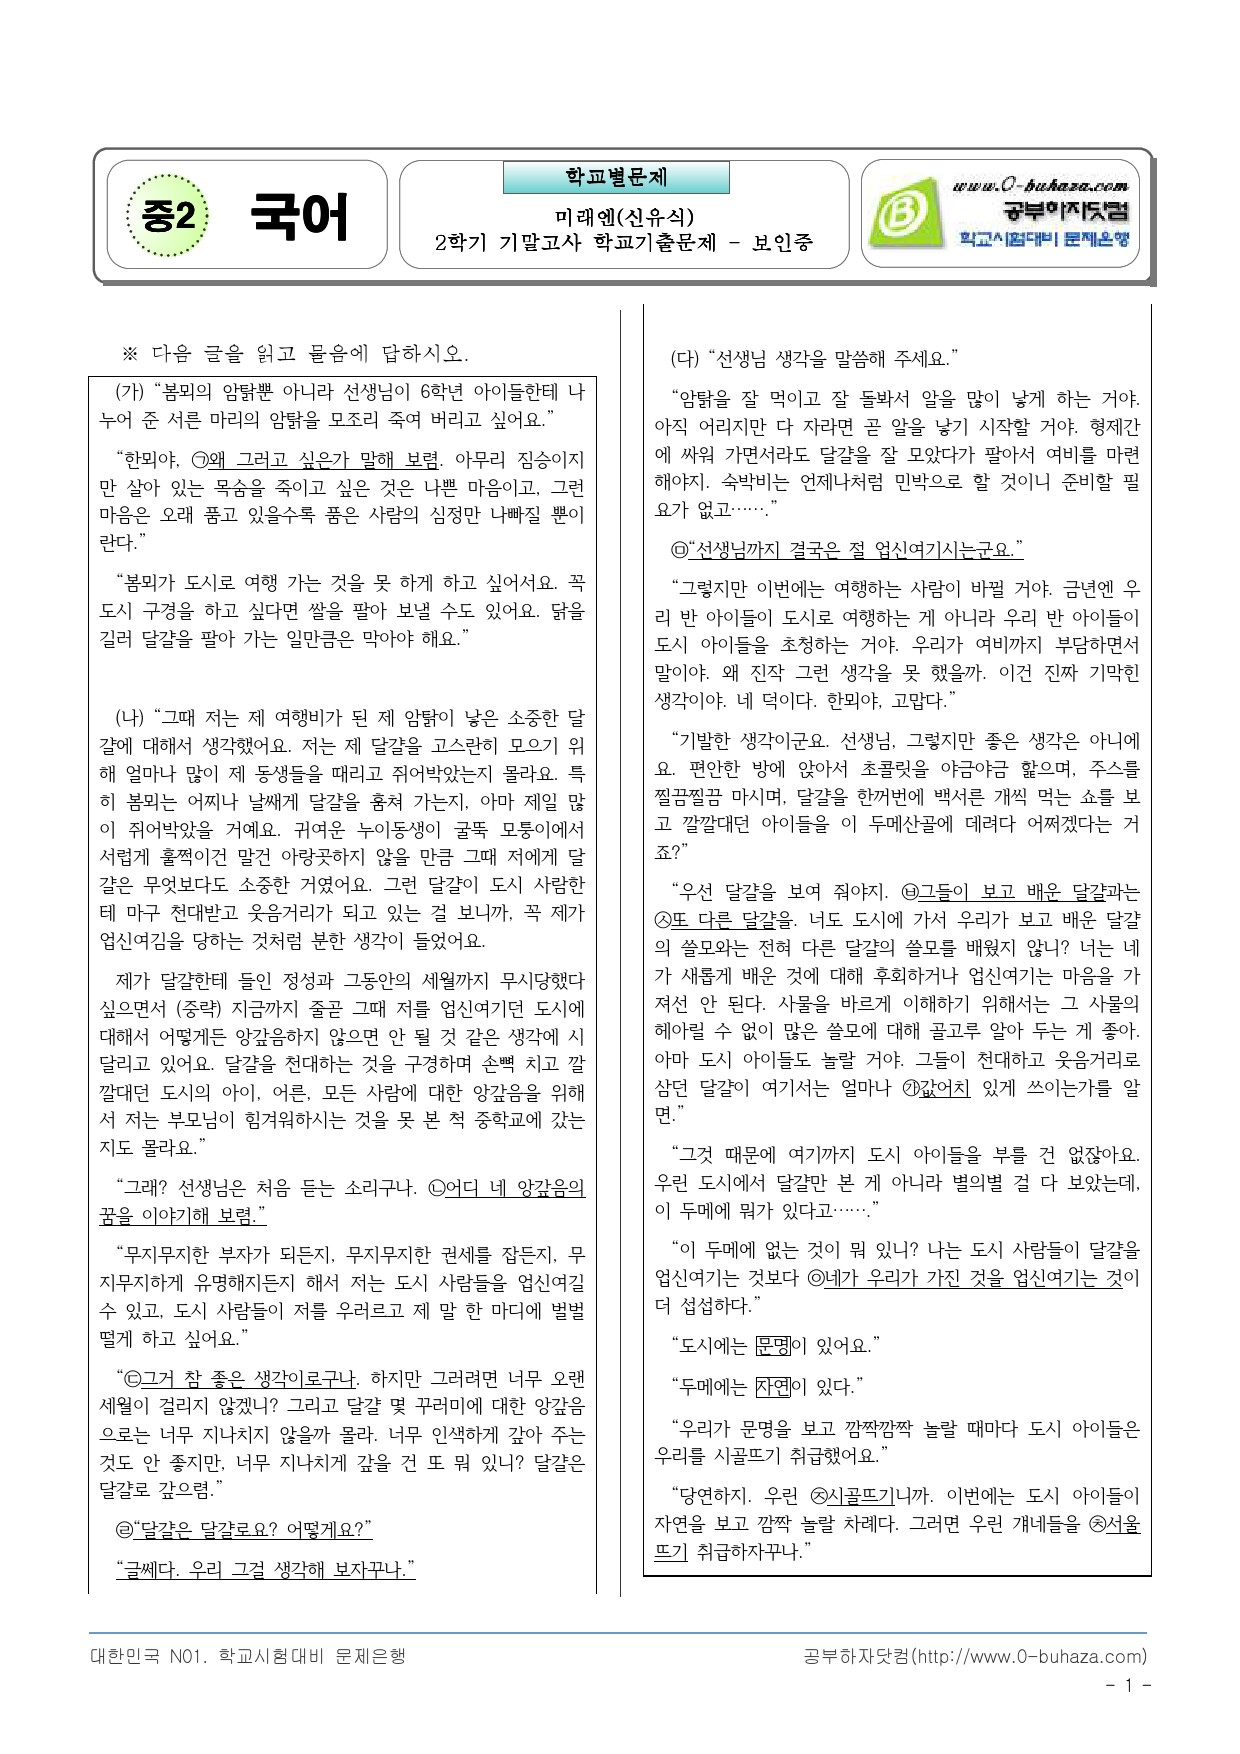 중2
국어
학교별문제
미래엔(신유식)
2학기 기말고사 학교기출문제 - 보인중
www.0-buhaza.com
공부하자닷컴
학교시험대비 문제은행
※ 다음 글을 읽고 물음에 답하시오.
(가) “봄뫼의 암탉뿐 아니라 선생님이 6학년 아이들한테 나
누어 준 서른 마리의 암탉을 모조리 죽여 버리고 싶어요.”
“한뫼야, ㉠왜 그러고 싶은가 말해 보렴. 아무리 짐승이지
만 살아 있는 목숨을 죽이고 싶은 것은 나쁜 마음이고, 그런
마음은 오래 품고 있을수록 품은 사람의 심정만 나빠질 뿐이
란다.”
“봄뫼가 도시로 여행 가는 것을 못 하게 하고 싶어서요. 꼭
도시 구경을 하고 싶다면 쌀을 팔아 보낼 수도 있어요. 닭을
길러 달걀을 팔아 가는 일만큼은 막아야 해요.”
(나) “그때 저는 제 여행비가 된 제 암탉이 낳은 소중한 달
걀에 대해서 생각했어요. 저는 제 달걀을 고스란히 모으기 위
해 얼마나 많이 제 동생들을 때리고 쥐어박았는지 몰라요. 특
히 봄뫼는 어찌나 날쌔게 달걀을 훔쳐 가는지, 아마 제일 많
이 쥐어박았을 거예요. 귀여운 누이동생이 굴뚝 모퉁이에서
서럽게 훌쩍이건 말건 아랑곳하지 않을 만큼 그때 저에게 달
걀은 무엇보다도 소중한 거였어요. 그런 달걀이 도시 사람한
테 마구 천대받고 웃음거리가 되고 있는 걸 보니까, 꼭 제가
업신여김을 당하는 것처럼 분한 생각이 들었어요.
제가 달걀한테 들인 정성과 그동안의 세월까지 무시당했다
싶으면서 (중략) 지금까지 줄곧 그때 저를 업신여기던 도시에
대해서 어떻게든 앙갚음하지 않으면 안 될 것 같은 생각에 시
달리고 있어요. 달걀을 천대하는 것을 구경하며 손뼉 치고 깔
깔대던 도시의 아이, 어른, 모든 사람에 대한 앙갚음을 위해
서 저는 부모님이 힘겨워하시는 것을 못 본 척 중학교에 갔는
지도 몰라요.”
“그래? 선생님은 처음 듣는 소리구나. ㉡어디 네 앙갚음의
꿈을 이야기해 보렴.”
“무지무지한 부자가 되든지, 무지무지한 권세를 잡든지, 무
지무지하게 유명해지든지 해서 저는 도시 사람들을 업신여길
수 있고, 도시 사람들이 저를 우러르고 제 말 한 마디에 벌벌
떨게 하고 싶어요.”
“㉢그거 참 좋은 생각이로구나. 하지만 그러려면 너무 오랜
세월이 걸리지 않겠니? 그리고 달걀 몇 꾸러미에 대한 앙갚음
으로는 너무 지나치지 않을까 몰라. 너무 인색하게 갚아 주는
것도 안 좋지만, 너무 지나치게 갚을 건 또 뭐 있니? 달걀은
달걀로 갚으렴.”
㉣“달걀은 달걀로요? 어떻게요?”
“글쎄다. 우리 그걸 생각해 보자꾸나.”
(다) “선생님 생각을 말씀해 주세요.”
“암탉을 잘 먹이고 잘 돌봐서 알을 많이 낳게 하는 거야.
아직 어리지만 다 자라면 곧 알을 낳기 시작할 거야. 형제간
에 싸워 가면서라도 달걀을 잘 모았다가 팔아서 여비를 마련
해야지. 숙박비는 언제나처럼 민박으로 할 것이니 준비할 필
요가 없고…….”
㉤“선생님까지 결국은 절 업신여기시는군요.”
“그렇지만 이번에는 여행하는 사람이 바뀔 거야. 금년엔 우
리 반 아이들이 도시로 여행하는 게 아니라 우리 반 아이들이
도시 아이들을 초청하는 거야. 우리가 여비까지 부담하면서
말이야. 왜 진작 그런 생각을 못 했을까. 이건 진짜 기막힌
생각이야. 네 덕이다. 한뫼야, 고맙다.”
“기발한 생각이군요. 선생님, 그렇지만 좋은 생각은 아니에
요. 편안한 방에 앉아서 초콜릿을 야금야금 핥으며, 주스를
찔끔찔끔 마시며, 달걀을 한꺼번에 백서른 개씩 먹는 쇼를 보
고 깔깔대던 아이들을 이 두메산골에 데려다 어쩌겠다는 거
죠?”
“우선 달걀을 보여 줘야지. ㉥그들이 보고 배운 달걀과는
㉦또 다른 달걀을. 너도 도시에 가서 우리가 보고 배운 달걀
의 쓸모와는 전혀 다른 달걀의 쓸모를 배웠지 않니? 너는 네
가 새롭게 배운 것에 대해 후회하거나 업신여기는 마음을 가
져선 안 된다. 사물을 바르게 이해하기 위해서는 그 사물의
헤아릴 수 없이 많은 쓸모에 대해 골고루 알아 두는 게 좋아.
아마 도시 아이들도 놀랄 거야. 그들이 천대하고 웃음거리로
삼던 달걀이 여기서는 얼마나 ㉮값어치 있게 쓰이는가를 알
면.”
“그것 때문에 여기까지 도시 아이들을 부를 건 없잖아요.
우린 도시에서 달걀만 본 게 아니라 별의별 걸 다 보았는데,
이 두메에 뭐가 있다고…….”
“이 두메에 없는 것이 뭐 있니? 나는 도시 사람들이 달걀을
업신여기는 것보다 ㉧네가 우리가 가진 것을 업신여기는 것이
더 섭섭하다.”
“도시에는 문명이 있어요.”
“두메에는 자연이 있다.”
“우리가 문명을 보고 깜짝깜짝 놀랄 때마다 도시 아이들은
우리를 시골뜨기 취급했어요.”
“당연하지. 우린 ㉨시골뜨기니까. 이번에는 도시 아이들이
자연을 보고 깜짝 놀랄 차례다. 그러면 우린 걔네들을 ㉩서울
뜨기 취급하자꾸나.”
대한민국 N01. 학교시험대비 문제은행
공부하자닷컴(http://www.0-buhaza.com)
- 1 -